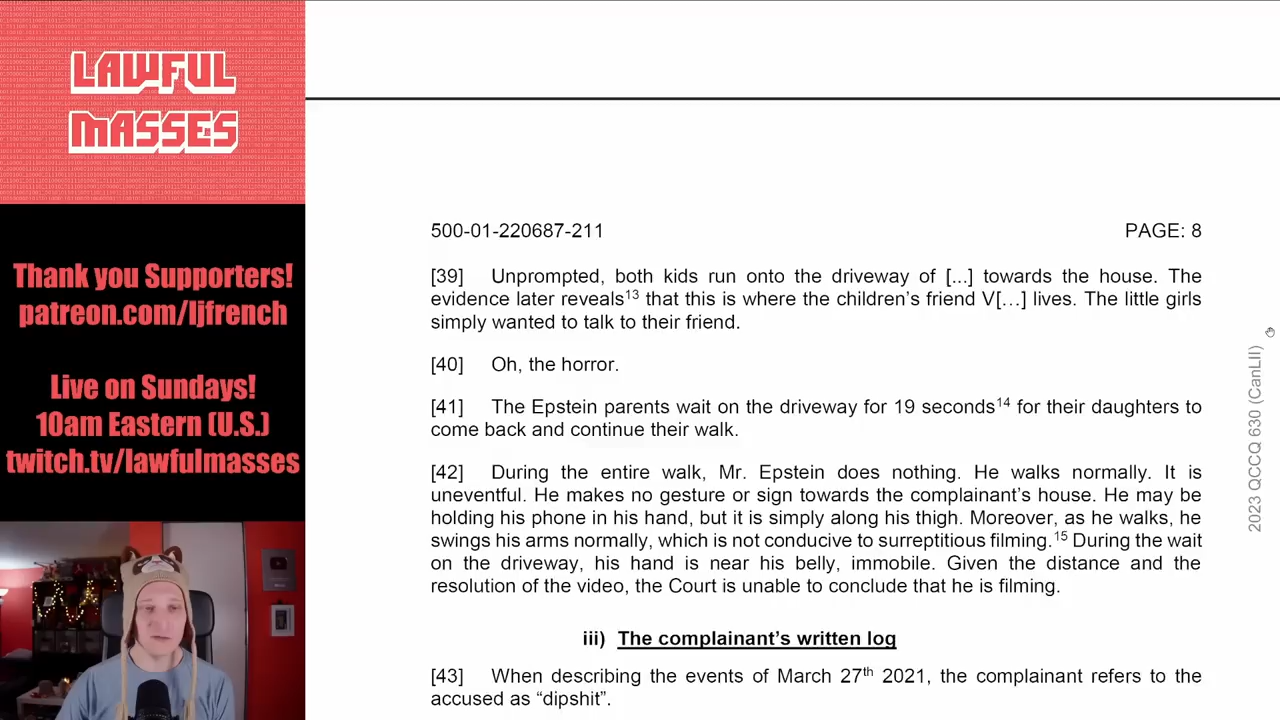 LAWFUL
MASSES
Thank you Supporters!
patreon.com/ljfrench
Live on Sundays!
10am Eastern (U.S.)
twitch.tv/lawfulmasses
500-01-220687-211 PAGE: 8
[39] Unprompted, both kids run onto the driveway of [...] towards the house. The
evidence later reveals13 that this is where the children's friend V[...] lives. The little girls
simply wanted to talk to their friend.
[40] Oh, the horror.
[41] The Epstein parents wait on the driveway for 19 seconds14 for their daughters to
come back and continue their walk.
[42] During the entire walk, Mr. Epstein does nothing. He walks normally. It is
uneventful. He makes no gesture or sign towards the complainant's house. He may be
holding his phone in his hand, but it is simply along his thigh. Moreover, as he walks, he
swings his arms normally, which is not conducive to surreptitious filming.15 During the wait
on the driveway, his hand is near his belly, immobile. Given the distance and the
resolution of the video, the Court is unable to conclude that he is filming.
iii) The complainant's written log
[43] When describing the events of March 27th 2021, the complainant refers to the
accused as “dipshit”.
2023 QCCQ 630 (CanLII)